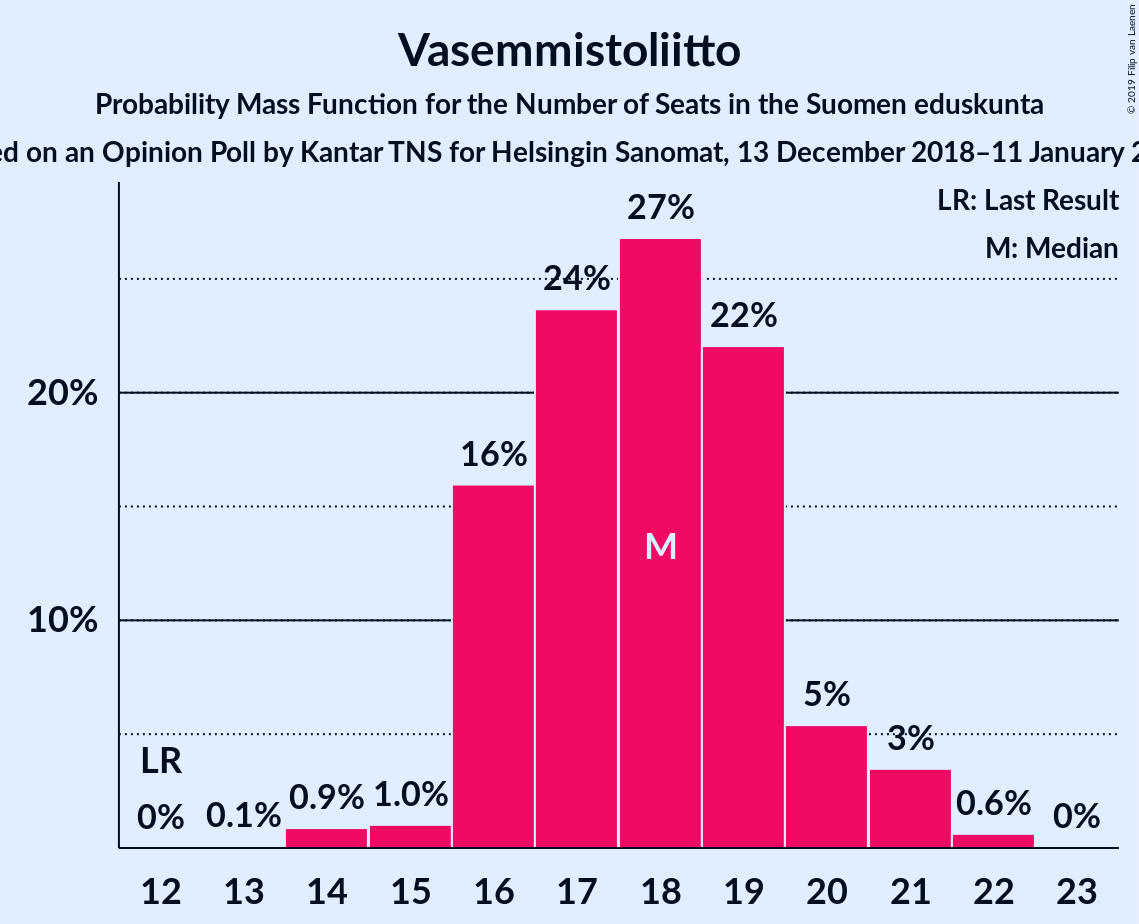 Vasemmistoliitto
Probability Mass Function for the Number of Seats in the Suomen eduskunta
on an Opinion Poll by Kantar TNS for Helsingin Sanomat, 13 December 2018–11 January
© 2019 Filip van Laenen
LR: Last Result
M: Median
27%
24%
22%
20%
16%
M
10%
5%
3%
LR
0%
0.1%
0.9%
1.0%
0.6%
0%
12 13 14 15 16 17 18 19 20 21 22 23